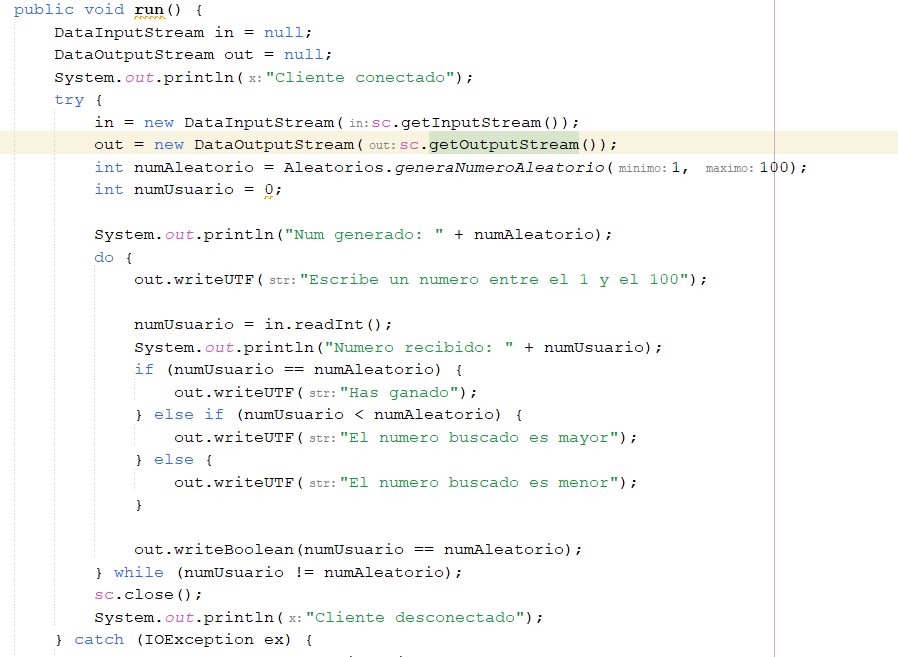 public void run() {
DataInputStream in = null;
DataOutputStream out = null;
System.out.println( x: "Cliente conectado");
try {
in = new DataInputStream( in: sc.getInputStream());
out = new DataOutputStream( out: sc.getOutputStream());
int numAleatorio = Aleatorios.generaNumeroAleatorio( minimo: 1, maximo: 100);
int numUsuario = 0;
System.out.println("Num generado: " + numAleatorio);
do {
out.writeUTF( str: "Escribe un numero entre el 1 y el 100");
numUsuario = in.readInt();
System.out.println("Numero recibido: " + numUsuario);
if (numUsuario == numAleatorio) {
out.writeUTF( str: "Has ganado");
} else if (numUsuario < numAleatorio) {
out.writeUTF( str: "El numero buscado es mayor");
} else {
out.writeUTF( str: "El numero buscado es menor");
}
out.writeBoolean(numUsuario == numAleatorio);
} while (numUsuario != numAleatorio);
sc.close();
System.out.println( x: "Cliente desconectado");
} catch (IOException ex) {